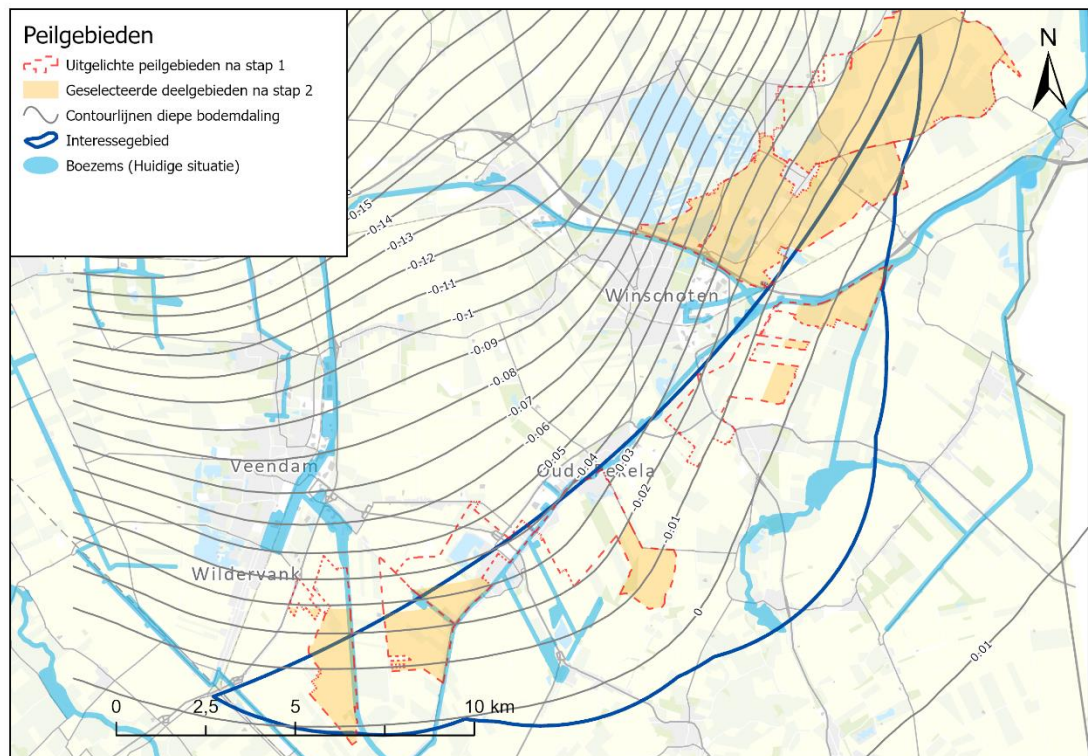 Peilgebieden
Uitgelichte peilgebieden na stap 1
Geselecteerde deelgebieden na stap 2
Contourlijnen diepe bodemdaling
Interessegebied
Boezems (Huidige situatie)
N
-0.15
-0.14
-0.13
-0.12
-0.11
-0.1
-0.09
-0.08
-0.07
-0.06
-0.05
-0.04
-0.03
-0.02
-0.01
0
0.01
Winschoten
Oude Pekela
Veendam
Wildervank
0 2,5 5 10 km